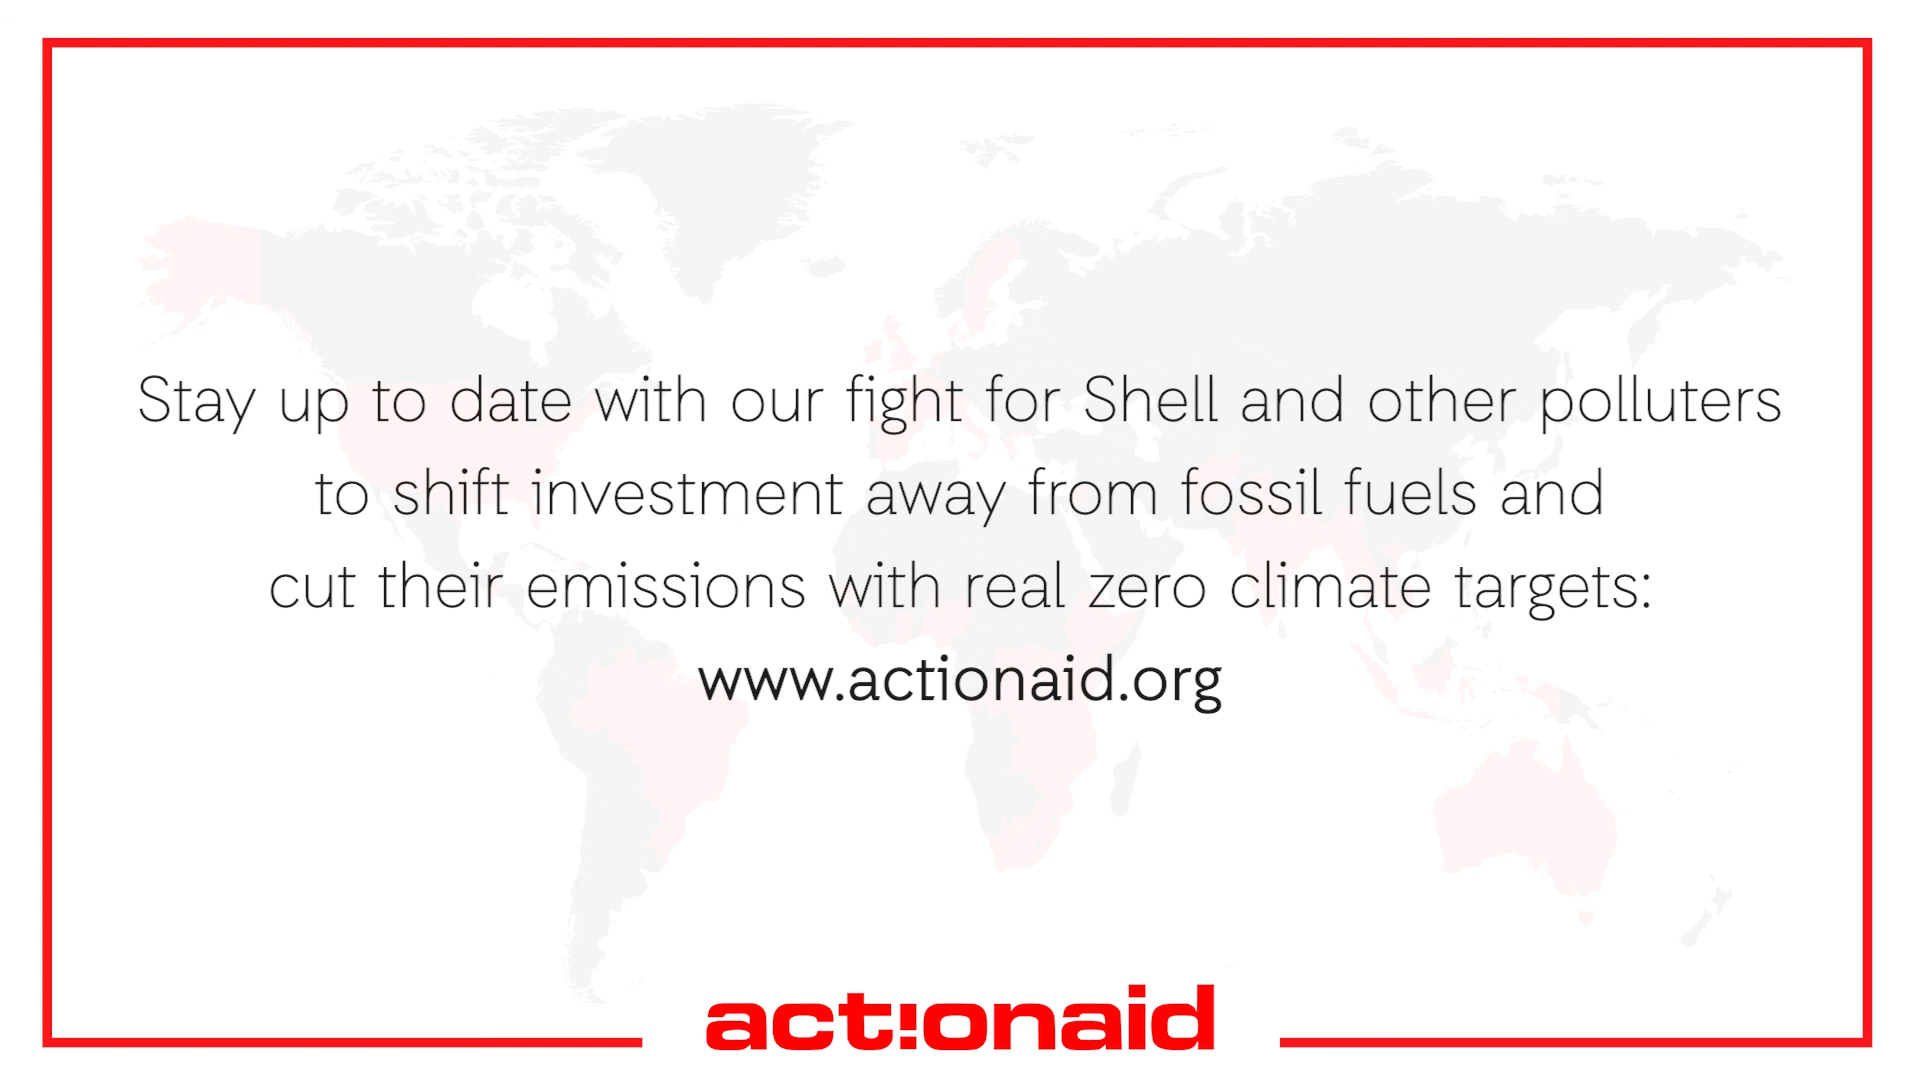 Stay up to date with our fight for Shell and other polluters
to shift investment away from fossil fuels and
cut their emissions with real zero climate targets:
www.actionaid.org
act!onaid